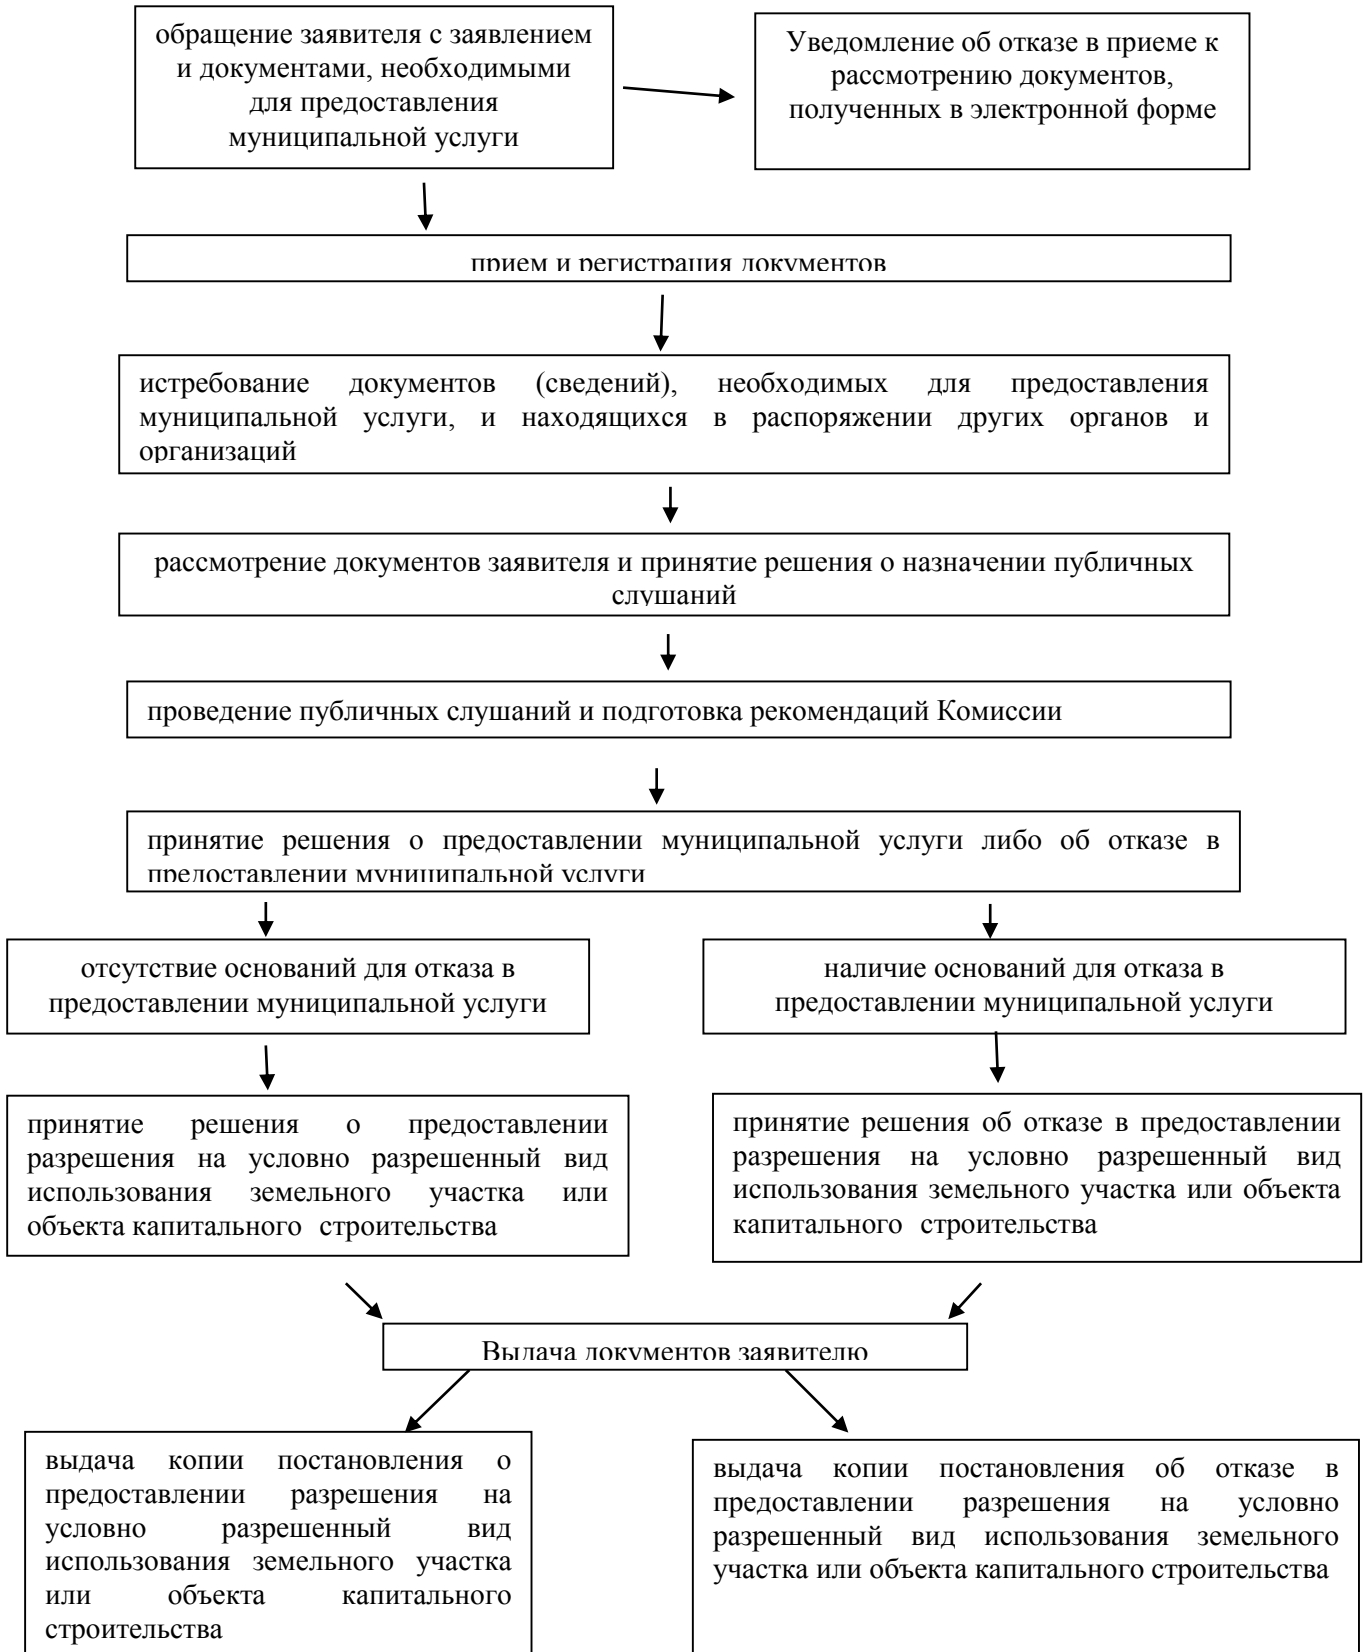 обращение заявителя с заявлением
и документами, необходимыми
для предоставления
муниципальной услуги
Уведомление об отказе в приеме к
рассмотрению документов,
полученных в электронной форме
прием и регистрация документов
истребование документов (сведений), необходимых для предоставления
муниципальной услуги, и находящихся в распоряжении других органов и
организаций
рассмотрение документов заявителя и принятие решения о назначении публичных
слушаний
проведение публичных слушаний и подготовка рекомендаций Комиссии
принятие решения о предоставлении муниципальной услуги либо об отказе в
предоставлении муниципальной услуги
отсутствие оснований для отказа в
предоставлении муниципальной услуги
наличие оснований для отказа в
предоставлении муниципальной услуги
принятие решения о предоставлении
разрешения на условно разрешенный вид
использования земельного участка или
объекта капитального строительства
принятие решения об отказе в предоставлении
разрешения на условно разрешенный вид
использования земельного участка или объекта
капитального строительства
Выдача документов заявителю
выдача копии постановления о
предоставлении разрешения на
условно разрешенный вид
использования земельного участка
или объекта капитального
строительства
выдача копии постановления об отказе в
предоставлении разрешения на условно
разрешенный вид использования земельного
участка или объекта капитального строительства